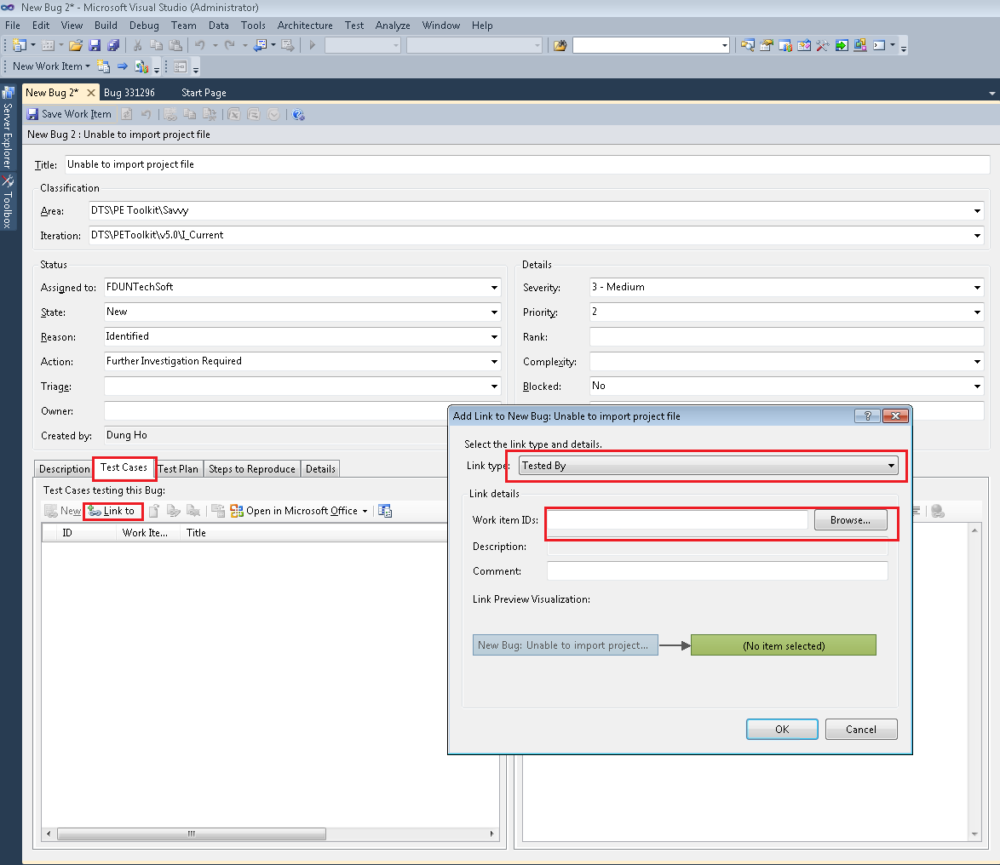 New Bug 2* - Microsoft Visual Studio (Administrator)
File Edit View Build Debug Team Data Tools Architecture Test Analyze Window Help
New Work Item
New Bug 2* Bug 331296 Start Page
Server Explorer
Toolbox
Save Work Item
New Bug 2 : Unable to import project file
Title: Unable to import project file
Classification
Area: DTS\PE Toolkit\Savvy
Iteration: DTS\PEToolkit\v5.0\I_Current
Status
Assigned to: FDUNTechSoft
State: New
Reason: Identified
Action: Further Investigation Required
Triage:
Owner:
Created by: Dung Ho
Details
Severity: 3 - Medium
Priority: 2
Rank:
Complexity:
Blocked: No
Description Test Cases Test Plan Steps to Reproduce Details
Test Cases testing this Bug:
New Link to Open in Microsoft Office
ID Work Ite... Title
Add Link to New Bug: Unable to import project file
Select the link type and details.
Link type: Tested By
Link details
Work item IDs: Browse...
Description:
Comment:
Link Preview Visualization:
New Bug: Unable to import project... (No item selected)
OK Cancel